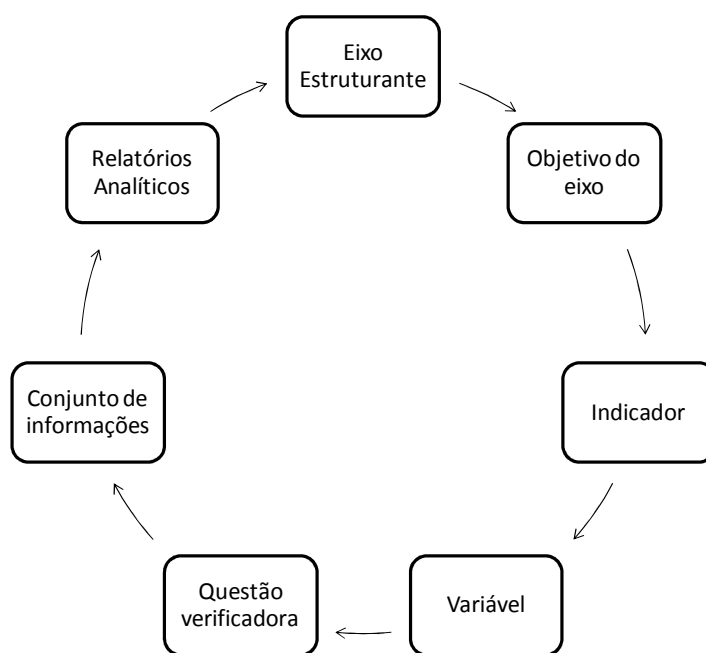 Eixo
Estruturante
Objetivo do
eixo
Indicador
Variável
Questão
verificadora
Conjunto de
informações
Relatórios
Analíticos